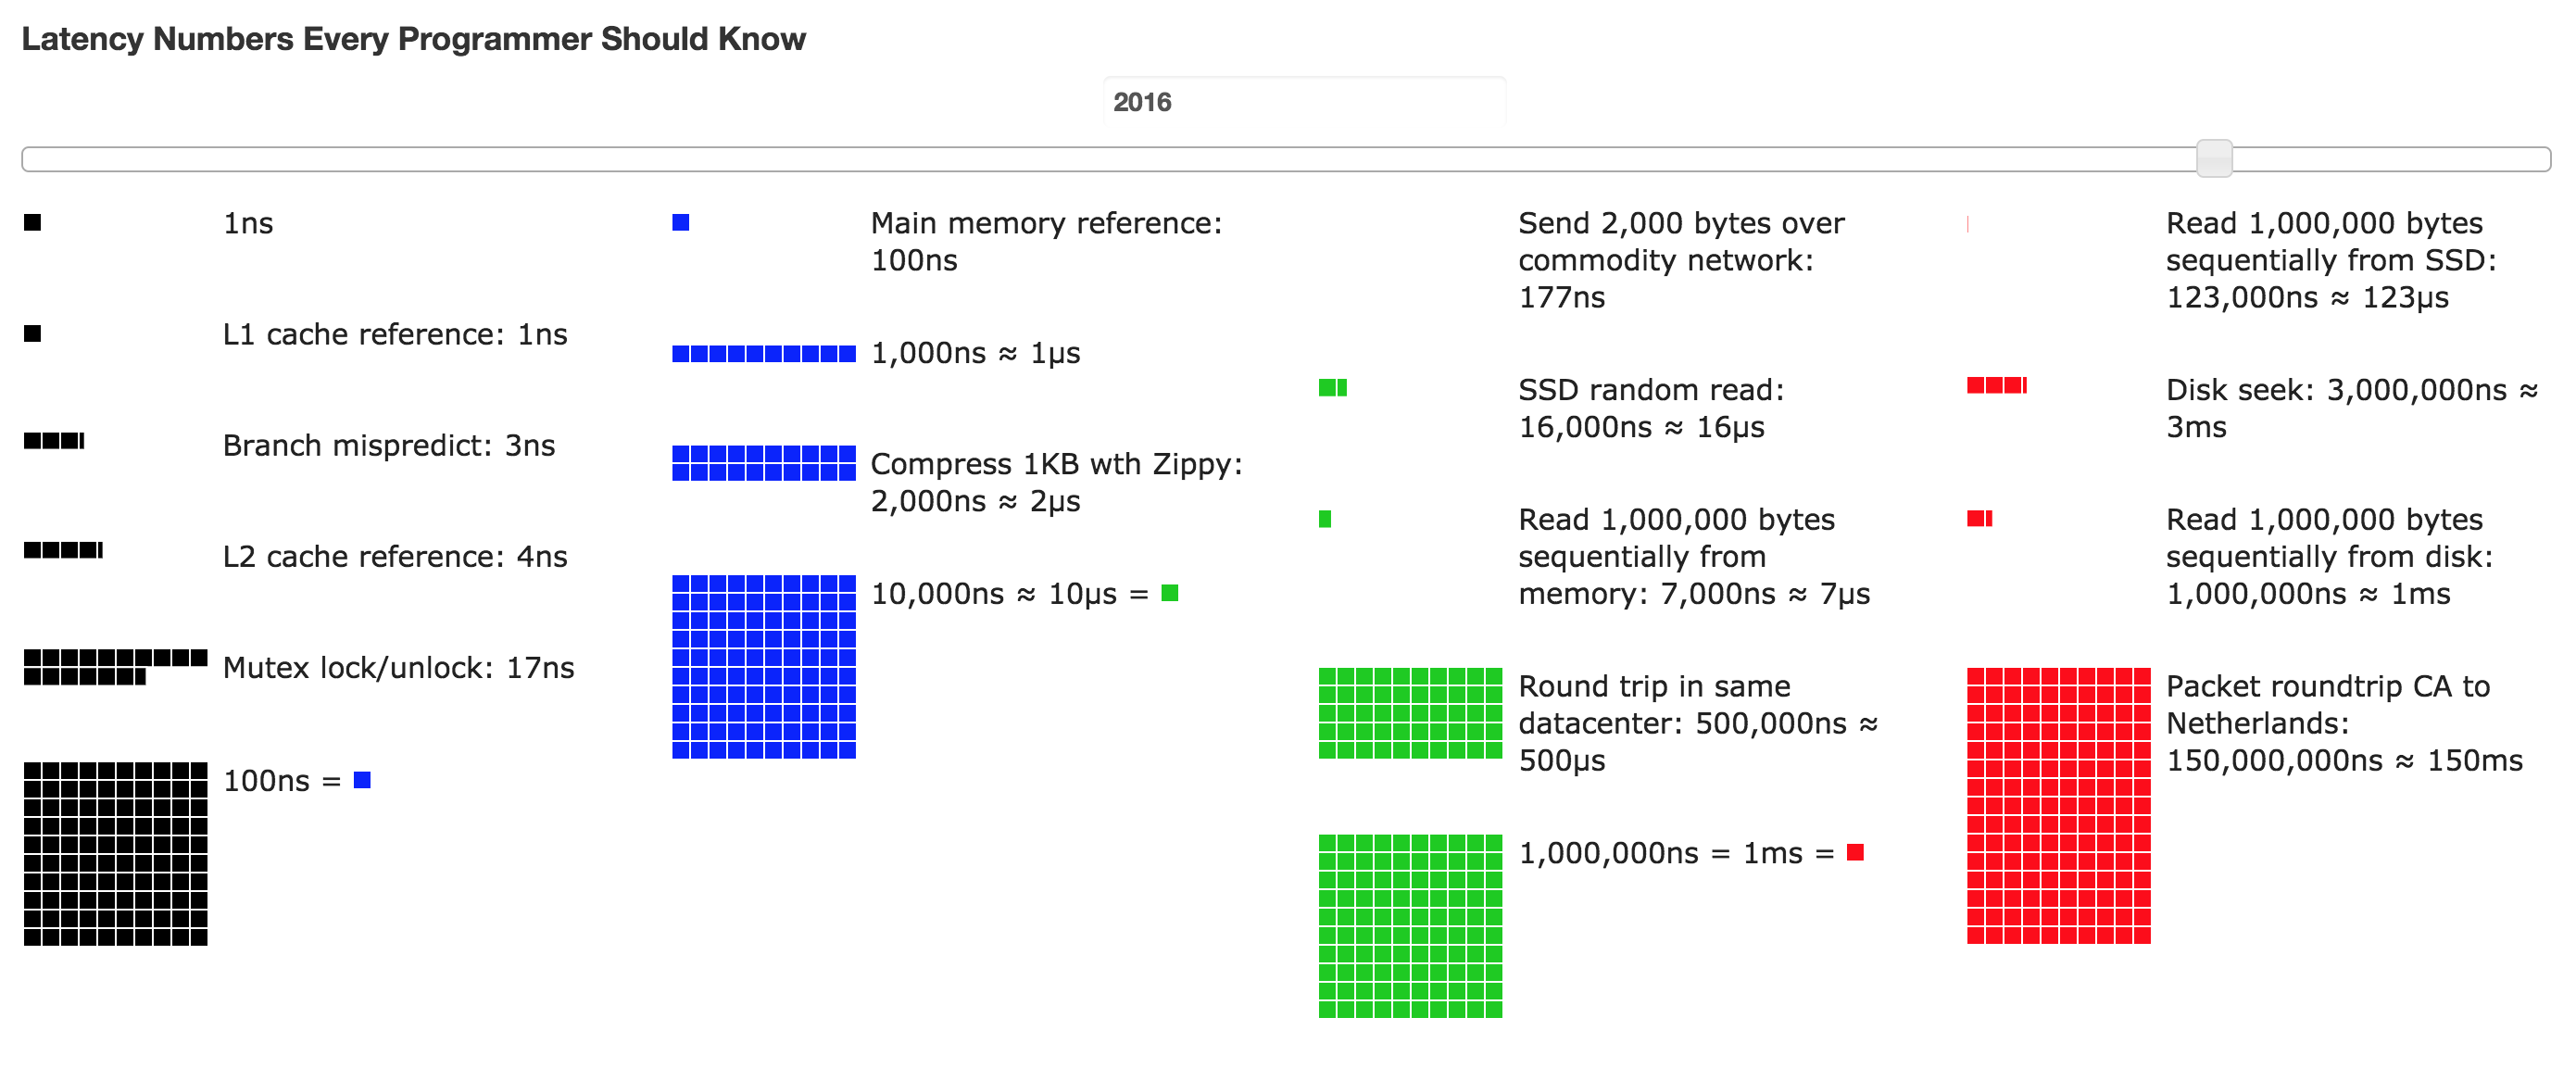 Latency Numbers Every Programmer Should Know
2016
1ns
L1 cache reference: 1ns
Branch mispredict: 3ns
L2 cache reference: 4ns
Mutex lock/unlock: 17ns
100ns =
Main memory reference:
100ns
1,000ns ≈ 1μs
Compress 1KB wth Zippy:
2,000ns ≈ 2μs
10,000ns ≈ 10μs =
Send 2,000 bytes over
commodity network:
177ns
SSD random read:
16,000ns ≈ 16μs
Read 1,000,000 bytes
sequentially from
memory: 7,000ns ≈ 7μs
Round trip in same
datacenter: 500,000ns ≈
500μs
1,000,000ns = 1ms =
Read 1,000,000 bytes
sequentially from SSD:
123,000ns ≈ 123μs
Disk seek: 3,000,000ns ≈
3ms
Read 1,000,000 bytes
sequentially from disk:
1,000,000ns ≈ 1ms
Packet roundtrip CA to
Netherlands:
150,000,000ns ≈ 150ms